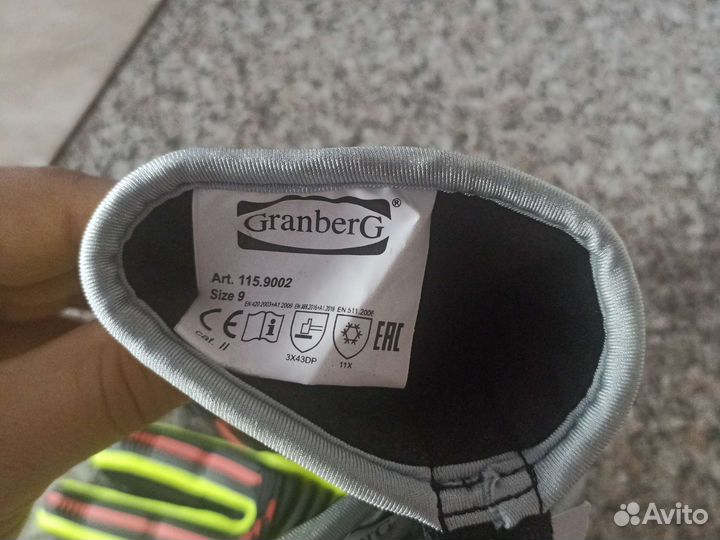 GranberG®
Art. 115.9002
Size 9
EN 420:2003+A1:2009 EN 388:2016+A1:2018 EN 511:2006
CE i EAC
cat. II
3X43DP 11X
Avito